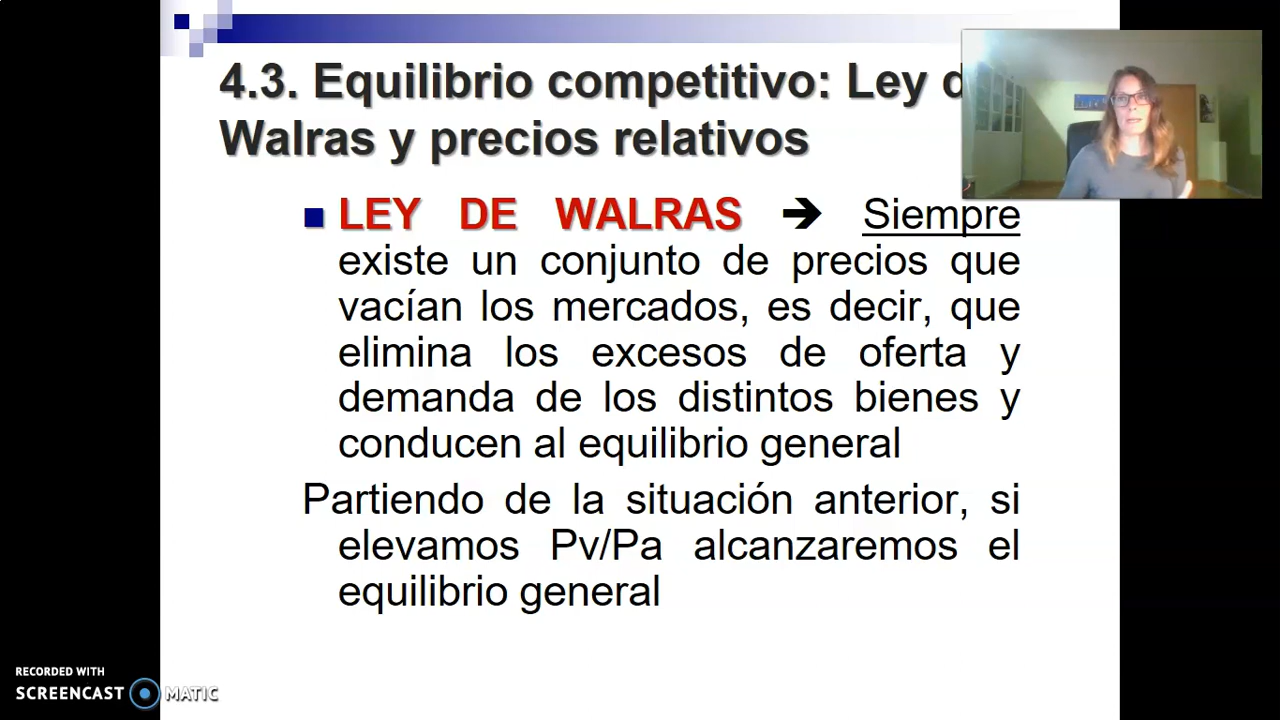 4.3. Equilibrio competitivo: Ley
Walras y precios relativos
LEY DE WALRAS ➔ Siempre
existe un conjunto de precios que
vacían los mercados, es decir, que
elimina los excesos de oferta y
demanda de los distintos bienes y
conducen al equilibrio general
Partiendo de la situación anterior, si
elevamos Pv/Pa alcanzaremos el
equilibrio general
RECORDED WITH
SCREENCAST MATIC